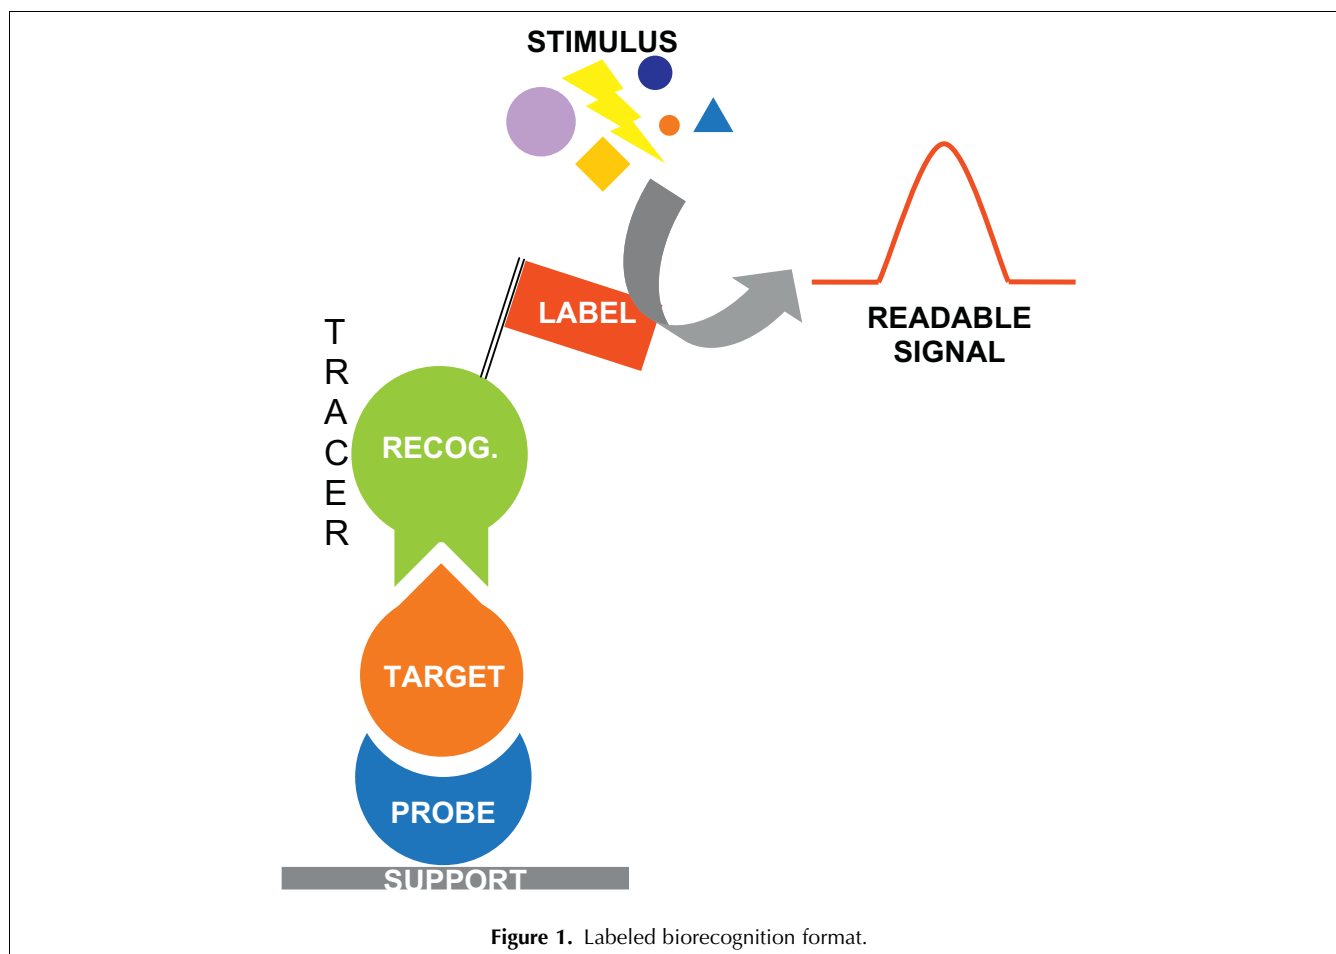 STIMULUS
LABEL
READABLE
SIGNAL
T
R
A
C
E
R
RECOG.
TARGET
PROBE
SUPPORT
Figure 1. Labeled biorecognition format.